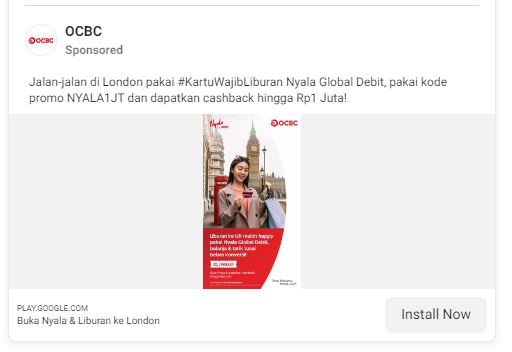 OCBC
OCBC
Sponsored
Jalan-jalan di London pakai #KartuWajibLiburan Nyala Global Debit, pakai kode
promo NYALA1JT dan dapatkan cashback hingga Rp1 Juta!
Nyala
OCBC
Liburan ke UK makin happy
pakai Nyala Global Debit,
belanja & tarik tunai
bebas konversi!
PLAY.GOOGLE.COM
Buka Nyala & Liburan ke London
Install Now